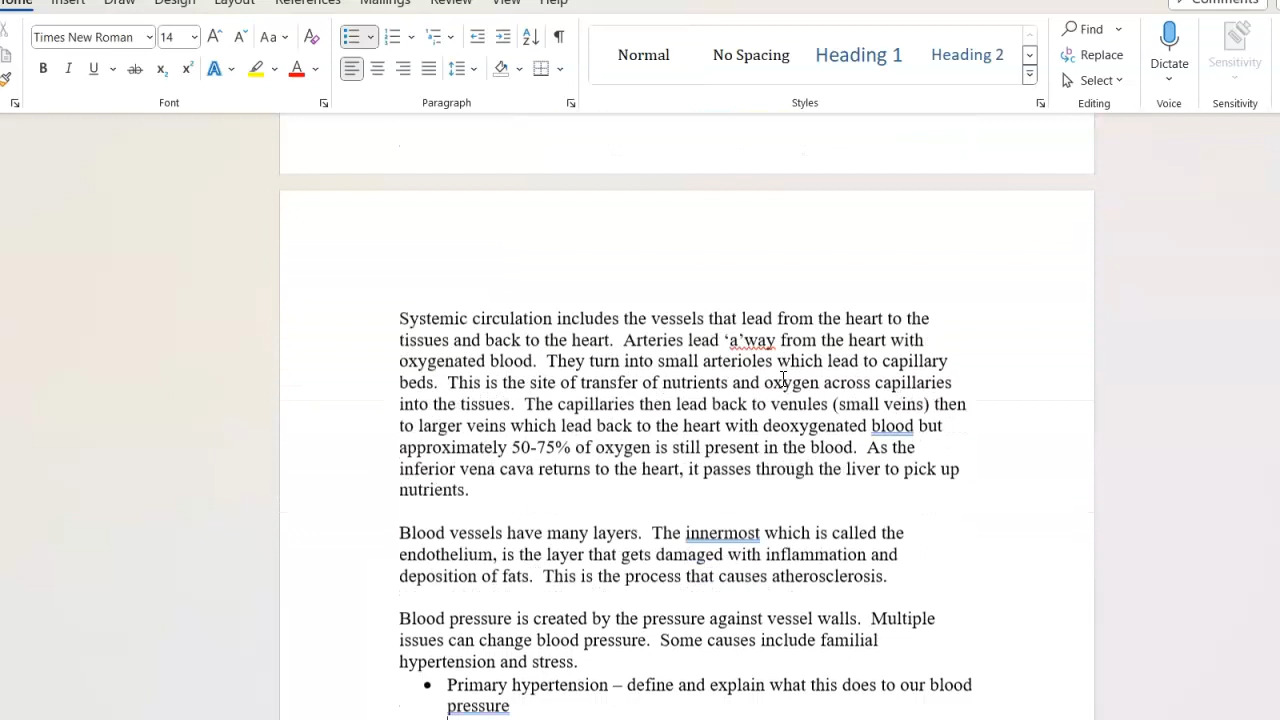 Home Insert Draw Design Layout References Mailings Review View Help Comments
Times New Roman 14 Find
Normal No Spacing Heading 1 Heading 2 Replace
Select Dictate Sensitivity
Font Paragraph Styles Editing Voice Sensitivity
Systemic circulation includes the vessels that lead from the heart to the
tissues and back to the heart.  Arteries lead ‘a’way from the heart with
oxygenated blood.  They turn into small arterioles which lead to capillary
beds.  This is the site of transfer of nutrients and oxygen across capillaries
into the tissues.  The capillaries then lead back to venules (small veins) then
to larger veins which lead back to the heart with deoxygenated blood but
approximately 50-75% of oxygen is still present in the blood.  As the
inferior vena cava returns to the heart, it passes through the liver to pick up
nutrients.
Blood vessels have many layers.  The innermost which is called the
endothelium, is the layer that gets damaged with inflammation and
deposition of fats.  This is the process that causes atherosclerosis.
Blood pressure is created by the pressure against vessel walls.  Multiple
issues can change blood pressure.  Some causes include familial
hypertension and stress.
• Primary hypertension – define and explain what this does to our blood
pressure